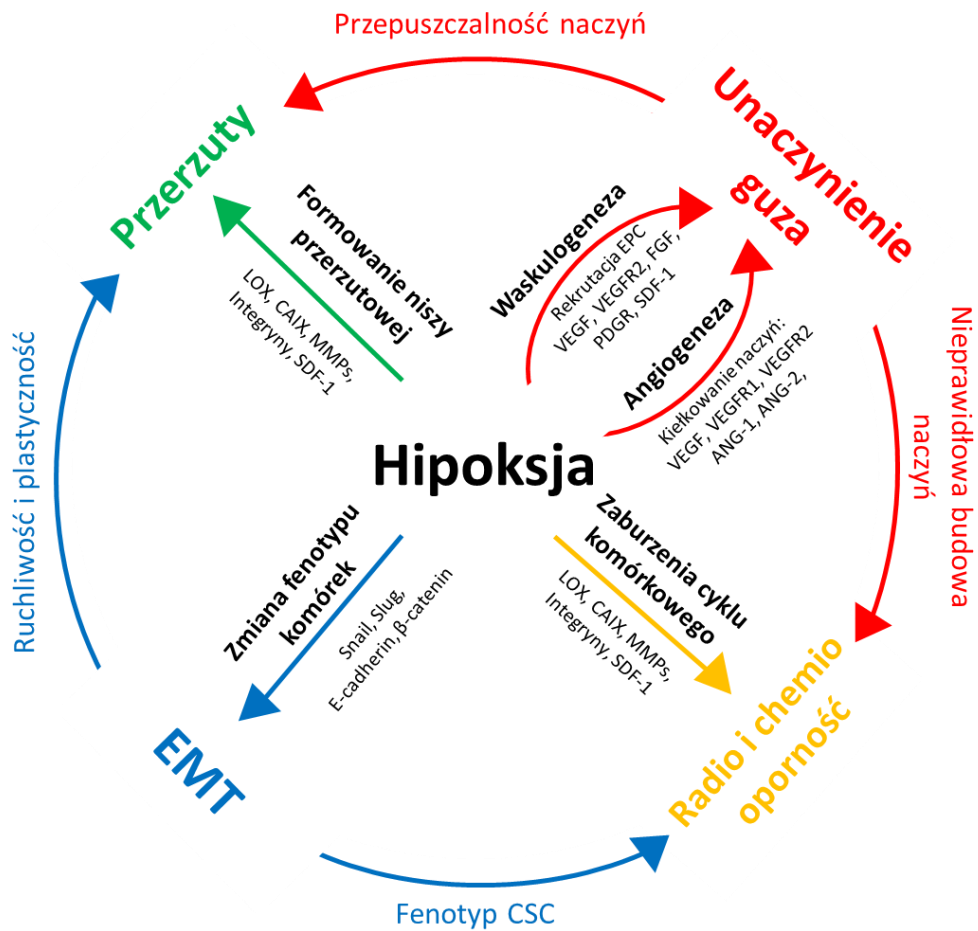 Przepuszczalność naczyń
Unaczynienie
guza
Przerzuty
Formowanie niszy
przerzutowej
LOX, CAIX, MMPs,
Integryny, SDF-1
Waskulogeneza
Rekrutacja EPC
VEGF, VEGFR2, FGF,
PDGR, SDF-1
Angiogeneza
Kiełkowanie naczyń:
VEGF, VEGFR1, VEGFR2
ANG-1, ANG-2,
Nieprawidłowa budowa
naczyń
Ruchliwość i plastyczność
Hipoksja
Zmiana fenotypu
komórek
Snail, Slug,
E-cadherin, β-catenin
Zaburzenia cyklu
komórkowego
LOX, CAIX, MMPs,
Integryny, SDF-1
EMT
Radio i chemio
oporność
Fenotyp CSC